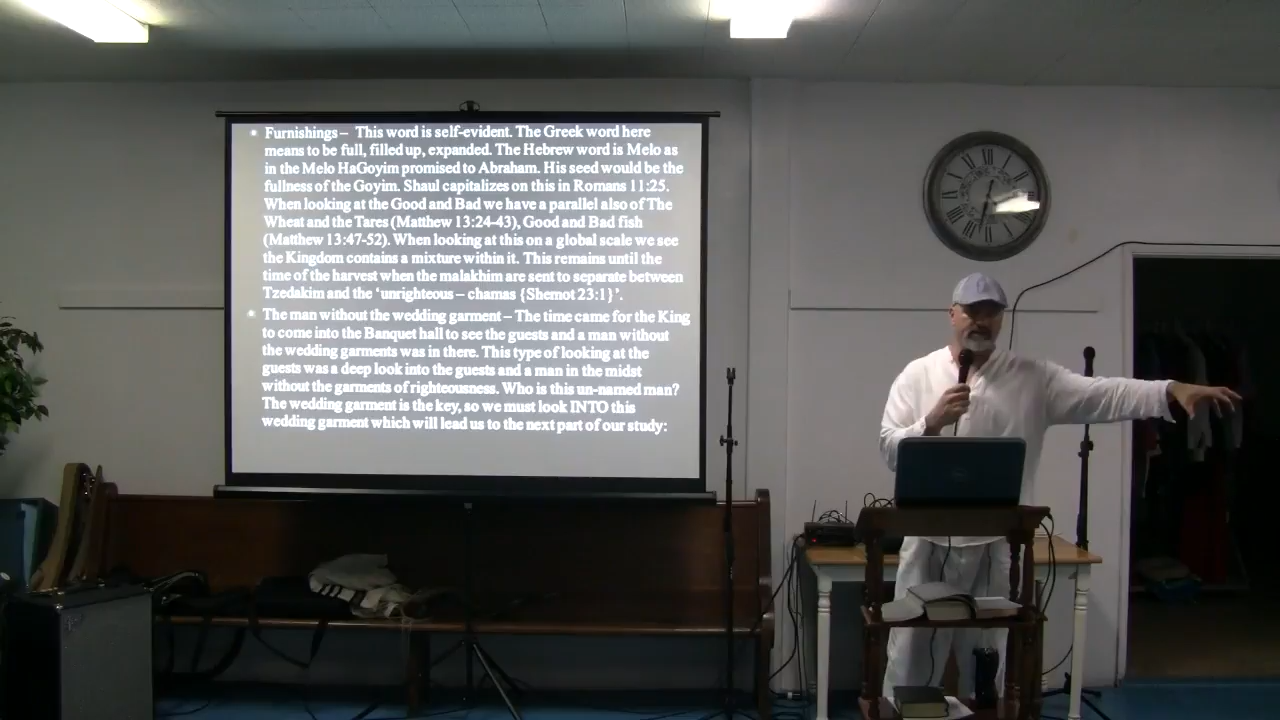 Furnishings – This word is self-evident. The Greek word here
means to be full, filled up, expanded. The Hebrew word is Melo as
in the Melo HaGoyim promised to Abraham. His seed would be the
fullness of the Goyim. Shaul capitalizes on this in Romans 11:25.
When looking at the Good and Bad we have a parallel also of The
Wheat and the Tares (Matthew 13:24-43), Good and Bad fish
(Matthew 13:47-52). When looking at this on a global scale we see
the Kingdom contains a mixture within it. This remains until the
time of the harvest when the malakhim are sent to separate between
Tzedakim and the ‘unrighteous – chamas {Shemot 23:1}’.
The man without the wedding garment – The time came for the King
to come into the Banquet hall to see the guests and a man without
the wedding garments was in there. This type of looking at the
guests was a deep look into the guests and a man in the midst
without the garments of righteousness. Who is this un-named man?
The wedding garment is the key, so we must look INTO this
wedding garment which will lead us to the next part of our study: